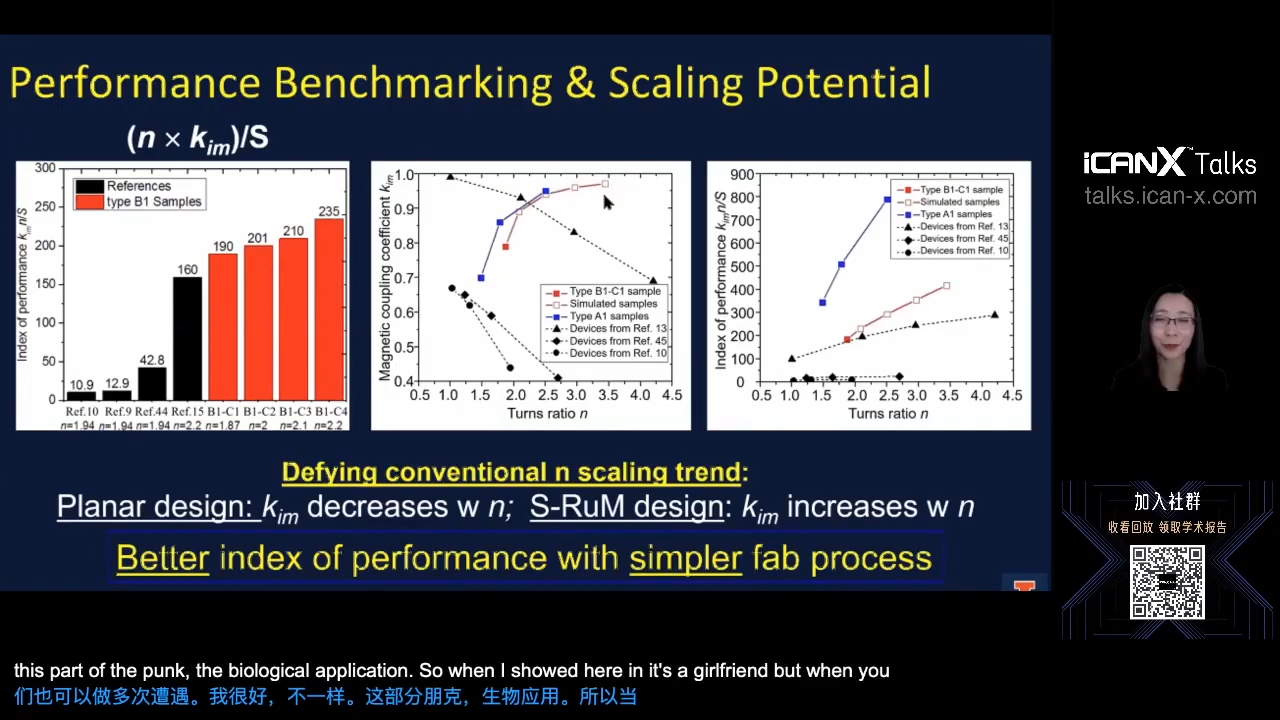 Performance Benchmarking & Scaling Potential
(n × kim)/S
Index of performance kimn/S
300
250
200
150
100
50
0
References
type B1 Samples
10.9
12.9
42.8
160
190
201
210
235
Ref.10 Ref.9 Ref.44 Ref.15 B1-C1 B1-C2 B1-C3 B1-C4
n=1.94 n=1.94 n=1.94 n=2.2 n=1.87 n=2 n=2.1 n=2.2
Magnetic coupling coefficient kim
1.0
0.9
0.8
0.7
0.6
0.5
0.4
Type B1-C1 sample
Simulated samples
Type A1 samples
Devices from Ref. 13
Devices from Ref. 45
Devices from Ref. 10
0.5 1.0 1.5 2.0 2.5 3.0 3.5 4.0 4.5
Turns ratio n
Index of performance kimn/S
900
800
700
600
500
400
300
200
100
0
Type B1-C1 sample
Simulated samples
Type A1 samples
Devices from Ref. 13
Devices from Ref. 45
Devices from Ref. 10
0.5 1.0 1.5 2.0 2.5 3.0 3.5 4.0 4.5
Turns ratio n
Defying conventional n scaling trend:
Planar design: kim decreases w n; S-RuM design: kim increases w n
Better index of performance with simpler fab process
iCANX™ Talks
talks.ican-x.com
加入社群
收看回放 领取学术报告
this part of the punk, the biological application. So when I showed here in it's a girlfriend but when you
们也可以做多次遭遇。我很好，不一样。这部分朋克，生物应用。所以当